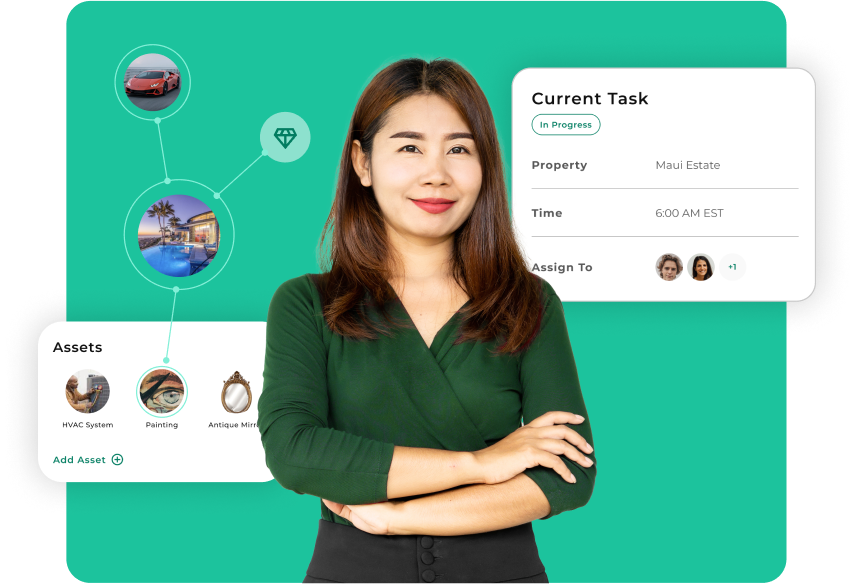 Current Task
In Progress
Property Maui Estate
Time 6:00 AM EST
Assign To +1
Assets
HVAC System Painting Antique Mirr
Add Asset